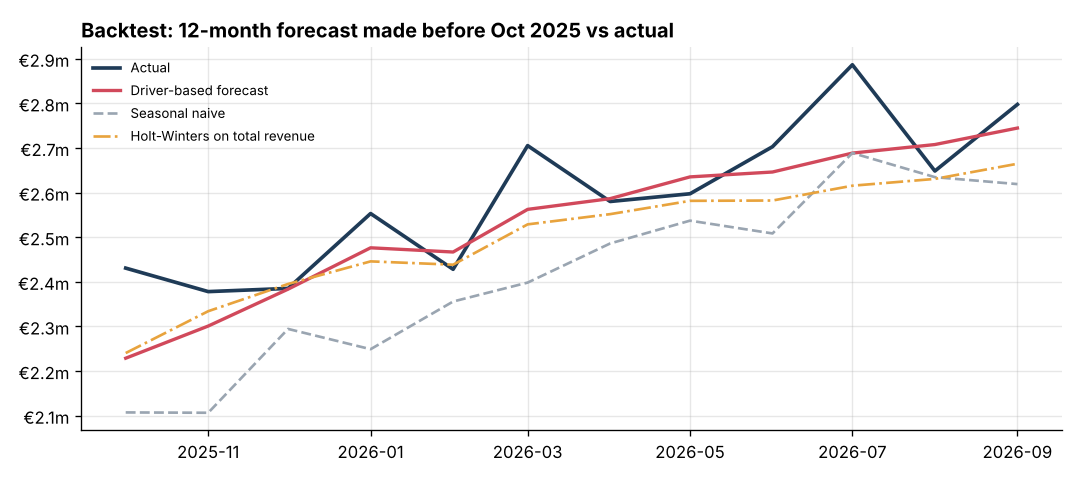 Backtest: 12-month forecast made before Oct 2025 vs actual
€2.9m
€2.8m
€2.7m
€2.6m
€2.5m
€2.4m
€2.3m
€2.2m
€2.1m
Actual
Driver-based forecast
Seasonal naive
Holt-Winters on total revenue
2025-11
2026-01
2026-03
2026-05
2026-07
2026-09